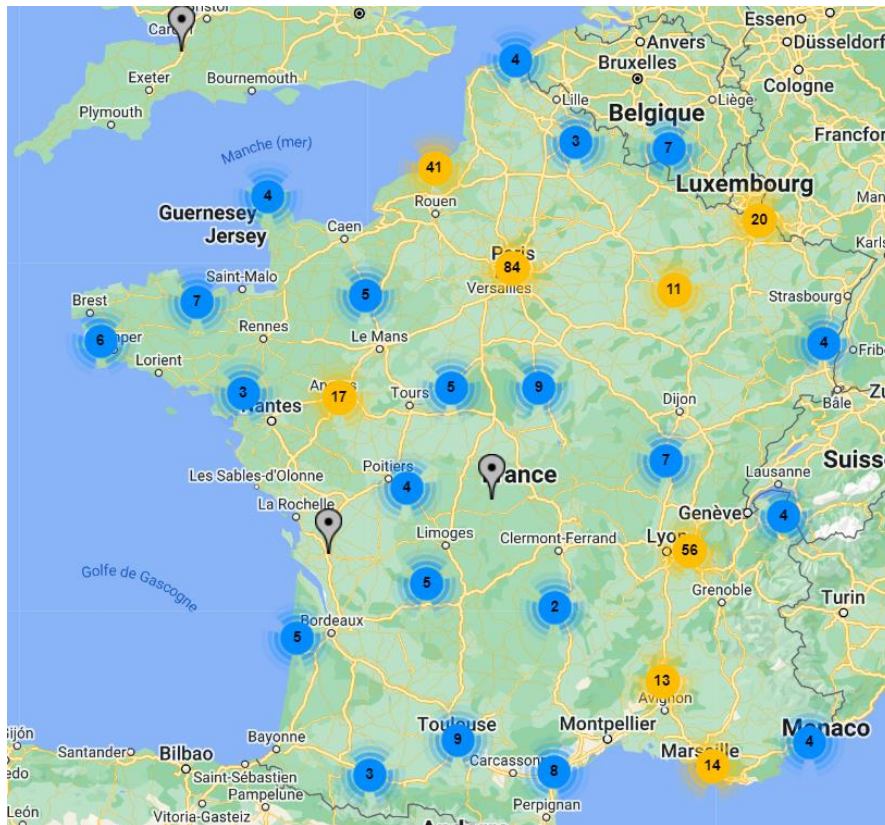 Essen
Anvers
Düsseldorf
Exeter
Bournemouth
4
Bruxelles
Cologne
Plymouth
Lille
Liège
Belgique
Manche (mer)
3
7
Francfor
41
Luxembourg
4
Rouen
Guernesey
Jersey
Caen
20
Paris
84
Versailles
Saint-Malo
7
5
11
Strasbourg
Brest
6
Rennes
Le Mans
4
Lorient
3
17
Tours
5
9
Nantes
Dijon
Bâle
Les Sables-d'Olonne
Poitiers
7
Lausanne
Suiss
4
France
La Rochelle
Genève
4
Limoges
Clermont-Ferrand
Lyon
56
Golfe de Gascogne
5
2
Grenoble
Turin
Bordeaux
5
13
Avignon
Toulouse
Montpellier
Monaco
Bayonne
9
4
Santander
Bilbao
Marseille
14
Saint-Sébastien
3
Carcassonne
8
Pampelune
Perpignan
León
Vitoria-Gasteiz